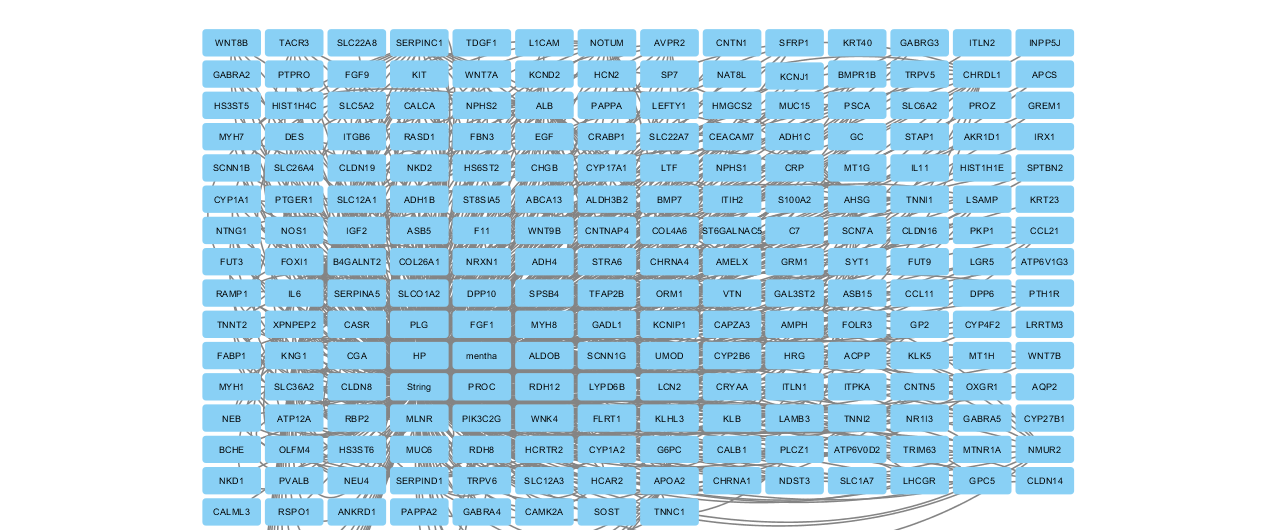 WNT8B TACR3 SLC22A8 SERPINC1 TDGF1 L1CAM NOTUM AVPR2 CNTN1 SFRP1 KRT40 GABRG3 ITLN2 INPP5J
GABRA2 PTPRO FGF9 KIT WNT7A KCND2 HCN2 SP7 NAT8L KCNJ1 BMPR1B TRPV5 CHRDL1 APCS
HS3ST5 HIST1H4C SLC5A2 CALCA NPHS2 ALB PAPPA LEFTY1 HMGCS2 MUC15 PSCA SLC6A2 PROZ GREM1
MYH7 DES ITGB6 RASD1 FBN3 EGF CRABP1 SLC22A7 CEACAM7 ADH1C GC STAP1 AKR1D1 IRX1
SCNN1B SLC26A4 CLDN19 NKD2 HS6ST2 CHGB CYP17A1 LTF NPHS1 CRP MT1G IL11 HIST1H1E SPTBN2
CYP1A1 PTGER1 SLC12A1 ADH1B ST8SIA5 ABCA13 ALDH3B2 BMP7 ITIH2 S100A2 AHSG TNNI1 LSAMP KRT23
NTNG1 NOS1 IGF2 ASB5 F11 WNT9B CNTNAP4 COL4A6 ST6GALNAC5 C7 SCN7A CLDN16 PKP1 CCL21
FUT3 FOXI1 B4GALNT2 COL26A1 NRXN1 ADH4 STRA6 CHRNA4 AMELX GRM1 SYT1 FUT9 LGR5 ATP6V1G3
RAMP1 IL6 SERPINA5 SLCO1A2 DPP10 SPSB4 TFAP2B ORM1 VTN GAL3ST2 ASB15 CCL11 DPP6 PTH1R
TNNT2 XPNPEP2 CASR PLG FGF1 MYH8 GADL1 KCNIP1 CAPZA3 AMPH FOLR3 GP2 CYP4F2 LRRTM3
FABP1 KNG1 CGA HP mentha ALDOB SCNN1G UMOD CYP2B6 HRG ACPP KLK5 MT1H WNT7B
MYH1 SLC36A2 CLDN8 String PROC RDH12 LYPD6B LCN2 CRYAA ITLN1 ITPKA CNTN5 OXGR1 AQP2
NEB ATP12A RBP2 MLNR PIK3C2G WNK4 FLRT1 KLHL3 KLB LAMB3 TNNI2 NR1I3 GABRA5 CYP27B1
BCHE OLFM4 HS3ST6 MUC6 RDH8 HCRTR2 CYP1A2 G6PC CALB1 PLCZ1 ATP6V0D2 TRIM63 MTNR1A NMUR2
NKD1 PVALB NEU4 SERPIND1 TRPV6 SLC12A3 HCAR2 APOA2 CHRNA1 NDST3 SLC1A7 LHCGR GPC5 CLDN14
CALML3 RSPO1 ANKRD1 PAPPA2 GABRA4 CAMK2A SOST TNNC1